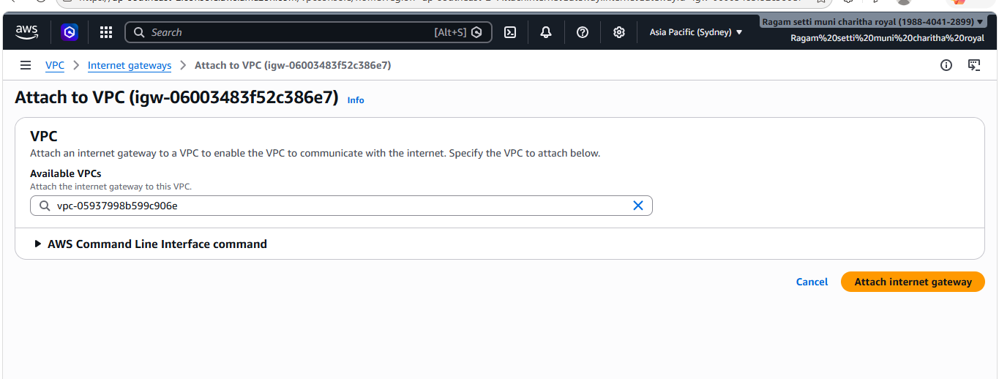 aws
Search [Alt+S]
Asia Pacific (Sydney) ▼
Ragam setti muni charitha royal (1988-4041-2899) ▼
Ragam%20setti%20muni%20charitha%20royal
VPC > Internet gateways > Attach to VPC (igw-06003483f52c386e7)
Attach to VPC (igw-06003483f52c386e7) Info
VPC
Attach an internet gateway to a VPC to enable the VPC to communicate with the internet. Specify the VPC to attach below.
Available VPCs
Attach the internet gateway to this VPC.
vpc-05937998b599c906e
AWS Command Line Interface command
Cancel Attach internet gateway